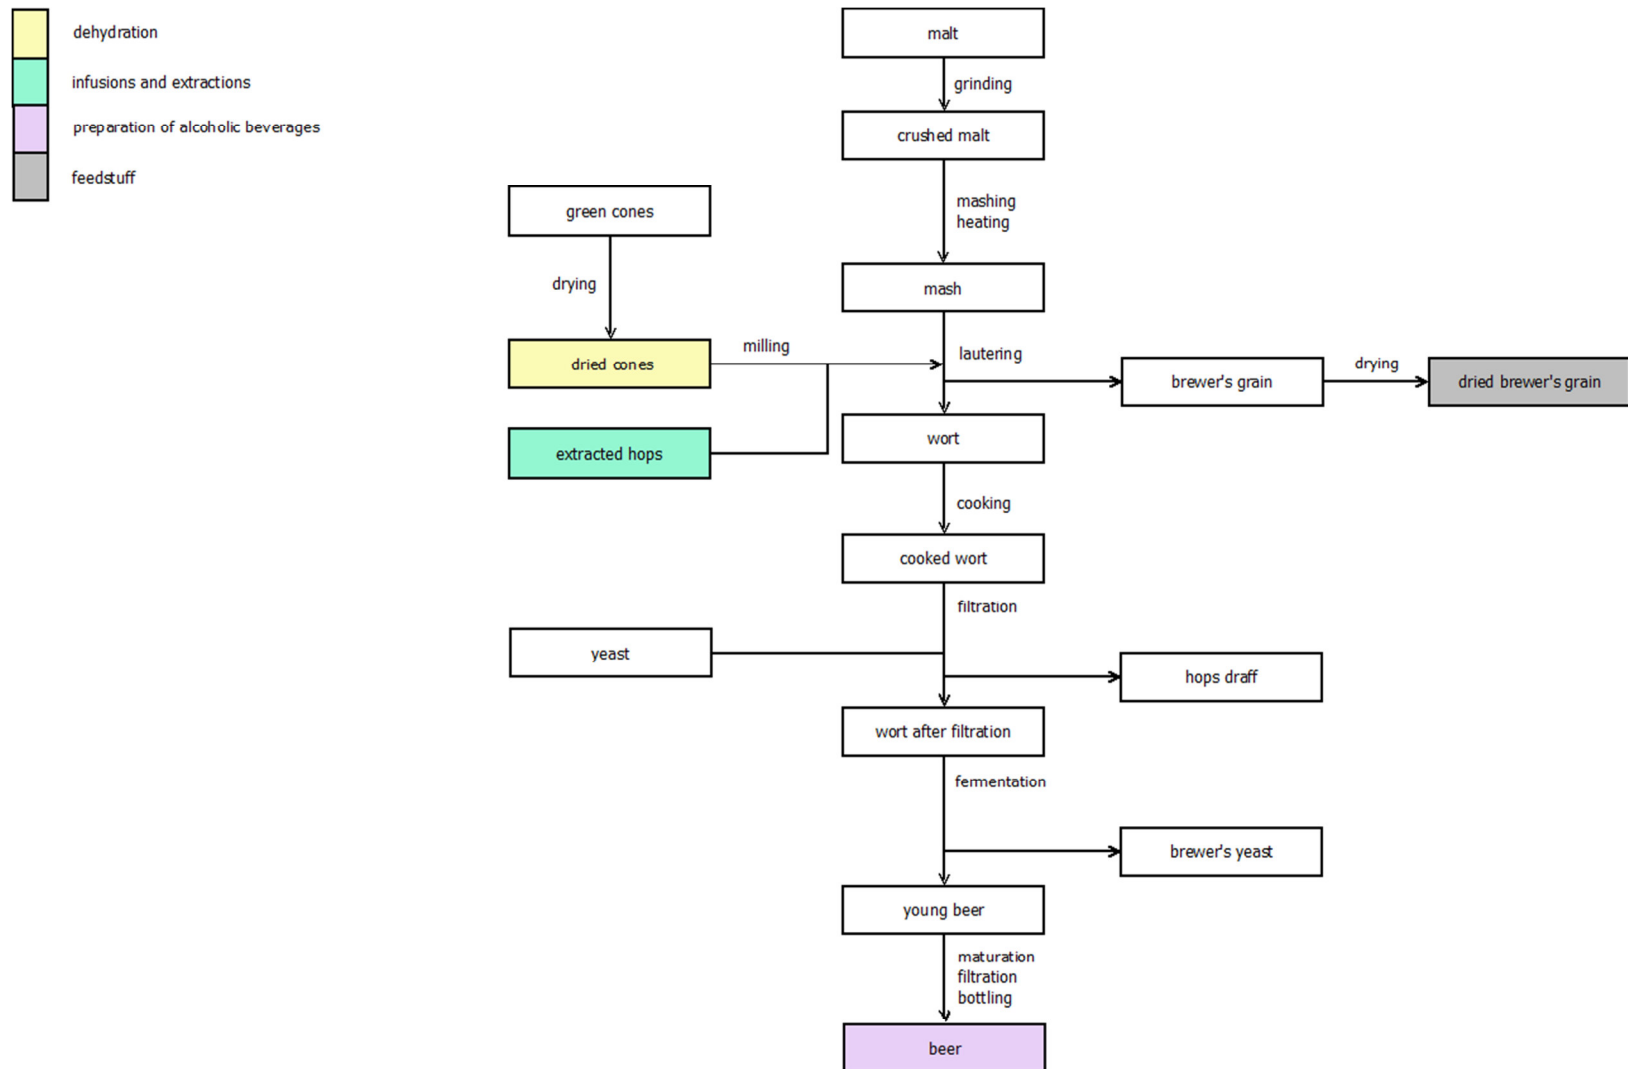 dehydration
infusions and extractions
preparation of alcoholic beverages
feedstuff
malt
grinding
crushed malt
mashing
heating
green cones
drying
mash
dried cones
milling
lautering
brewer's grain
drying
dried brewer's grain
extracted hops
wort
cooking
cooked wort
filtration
yeast
hops draff
wort after filtration
fermentation
brewer's yeast
young beer
maturation
filtration
bottling
beer